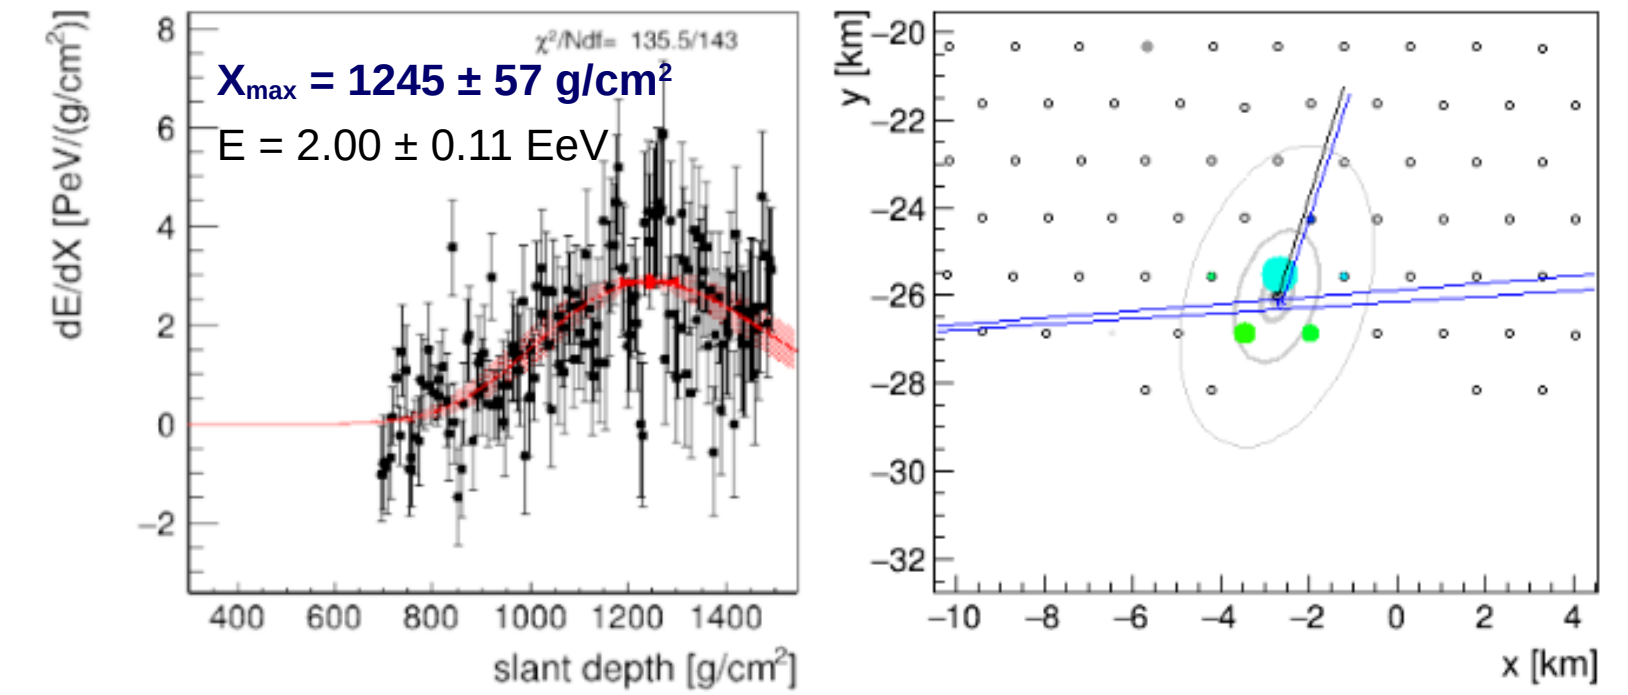 dE/dX [PeV/(g/cm²)]
χ²/Ndf= 135.5/143
Xmax = 1245 ± 57 g/cm²
E = 2.00 ± 0.11 EeV
8
6
4
2
0
−2
400 600 800 1000 1200 1400
slant depth [g/cm²]
y [km]
−20
−22
−24
−26
−28
−30
−32
−10 −8 −6 −4 −2 0 2 4
x [km]